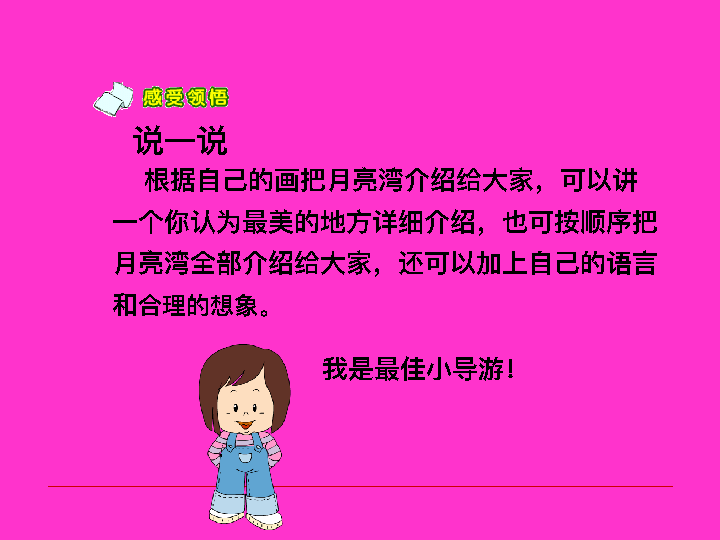 感受领悟
说一说
根据自己的画把月亮湾介绍给大家，可以讲
一个你认为最美的地方详细介绍，也可按顺序把
月亮湾全部介绍给大家，还可以加上自己的语言
和合理的想象。
我是最佳小导游！